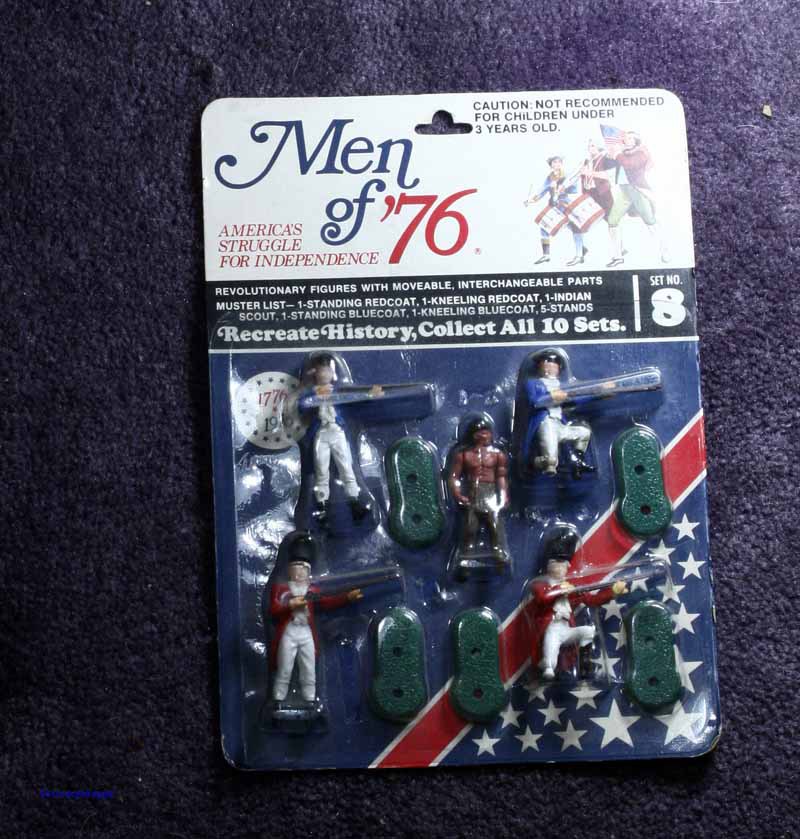 CAUTION: NOT RECOMMENDED
FOR CHILDREN UNDER
3 YEARS OLD.
Men
of '76®
AMERICA'S
STRUGGLE
FOR INDEPENDENCE
REVOLUTIONARY FIGURES WITH MOVEABLE, INTERCHANGEABLE PARTS
MUSTER LIST— 1-STANDING REDCOAT, 1-KNEELING REDCOAT, 1-INDIAN
SCOUT, 1-STANDING BLUECOAT, 1-KNEELING BLUECOAT, 5-STANDS
Recreate History, Collect All 10 Sets.
SET NO.
8
1776